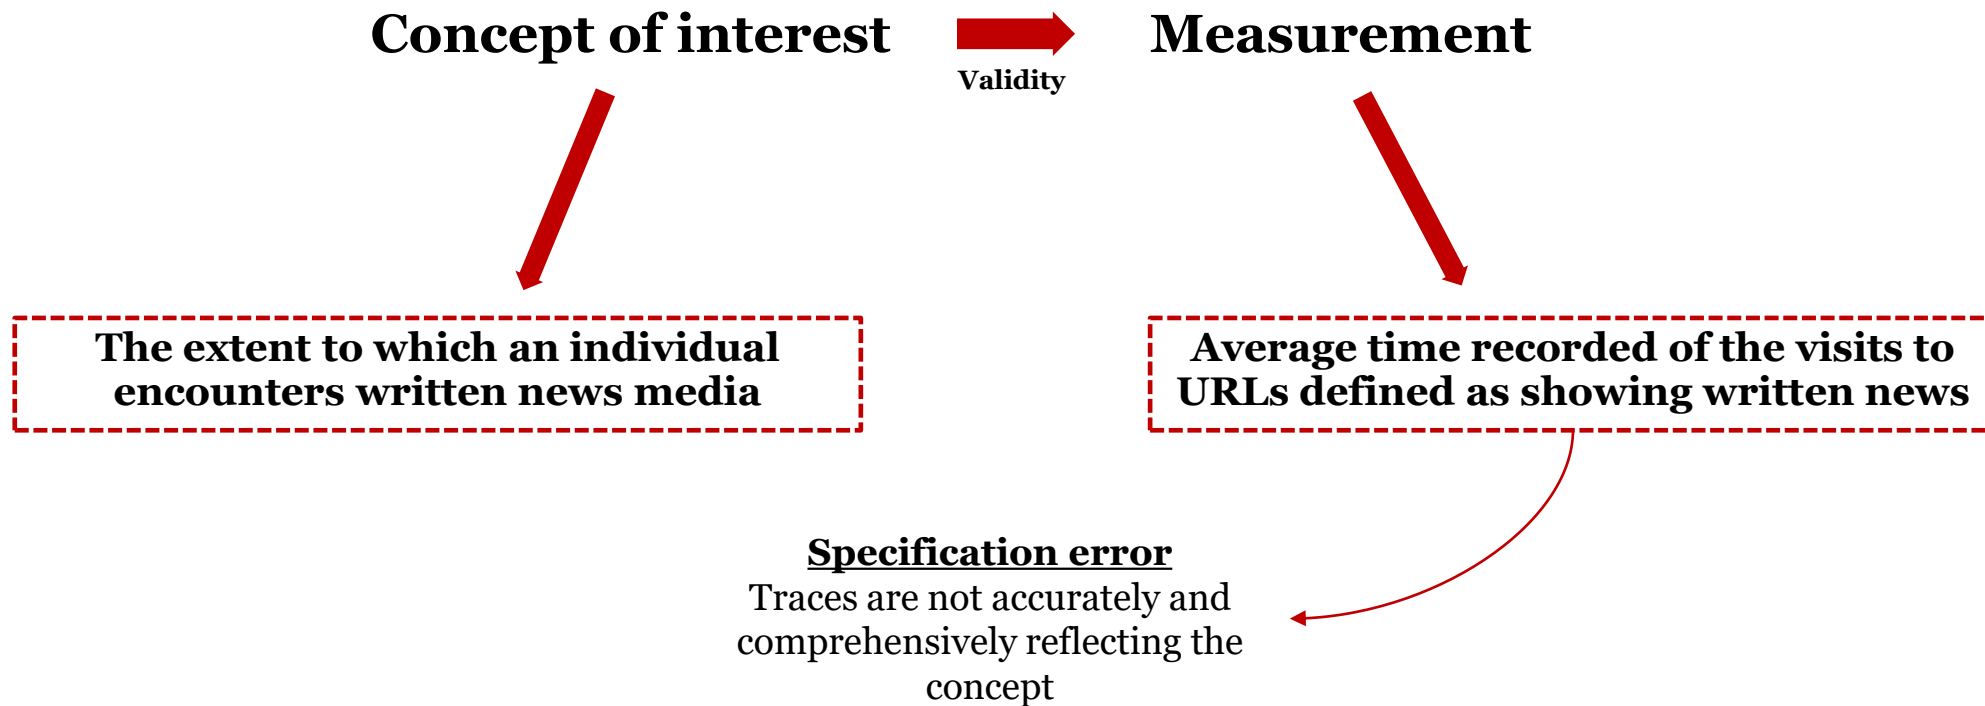 Concept of interest
Validity
Measurement
The extent to which an individual
encounters written news media
Average time recorded of the visits to
URLs defined as showing written news
Specification error
Traces are not accurately and
comprehensively reflecting the
concept